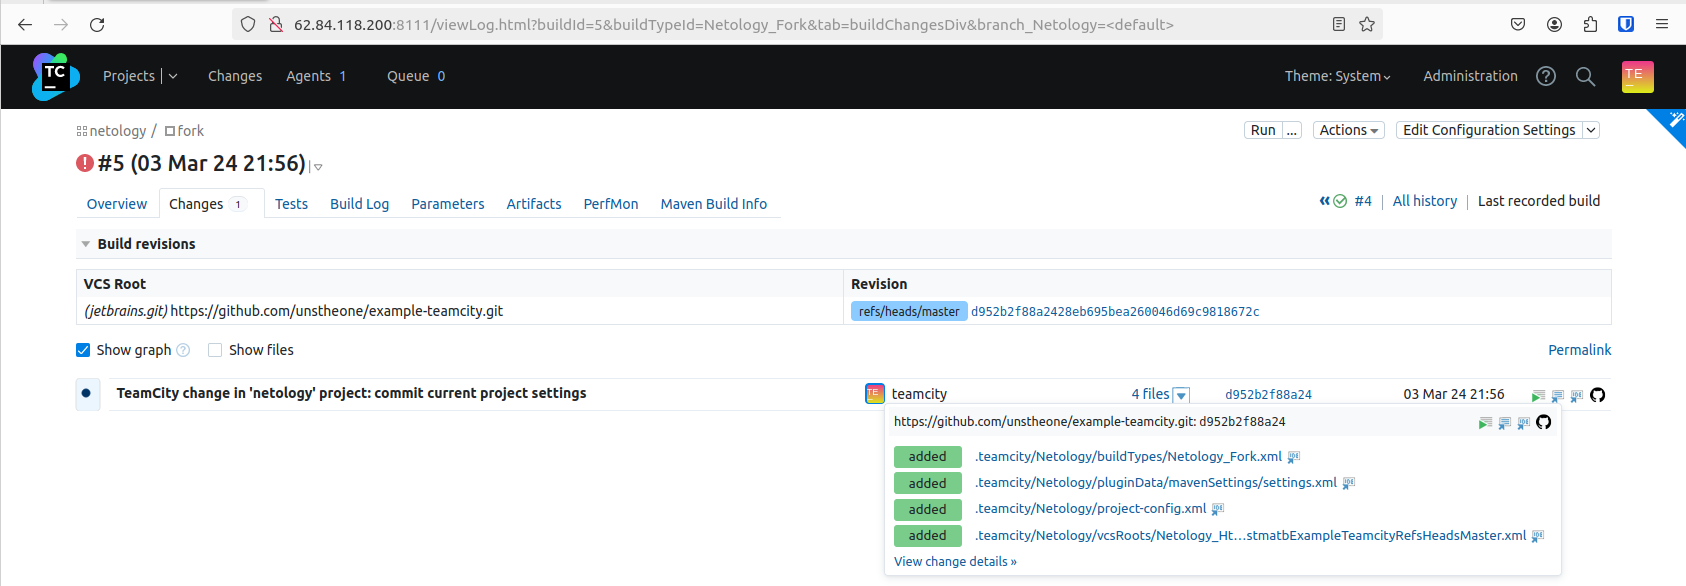 62.84.118.200:8111/viewLog.html?buildId=5&buildTypeId=Netology_Fork&tab=buildChangesDiv&branch_Netology=<default>
TC
Projects Changes Agents 1 Queue 0 Theme: System Administration TE
netology / fork
Run ... Actions Edit Configuration Settings
#5 (03 Mar 24 21:56)
Overview Changes 1 Tests Build Log Parameters Artifacts PerfMon Maven Build Info
#4 All history Last recorded build
Build revisions
VCS Root Revision
(jetbrains.git) https://github.com/unstheone/example-teamcity.git refs/heads/master d952b2f88a2428eb695bea260046d69c9818672c
Show graph ? Show files Permalink
TeamCity change in 'netology' project: commit current project settings TE teamcity 4 files d952b2f88a24 03 Mar 24 21:56
https://github.com/unstheone/example-teamcity.git: d952b2f88a24
added .teamcity/Netology/buildTypes/Netology_Fork.xml
added .teamcity/Netology/pluginData/mavenSettings/settings.xml
added .teamcity/Netology/project-config.xml
added .teamcity/Netology/vcsRoots/Netology_Ht...stmatbExampleTeamcityRefsHeadsMaster.xml
View change details »